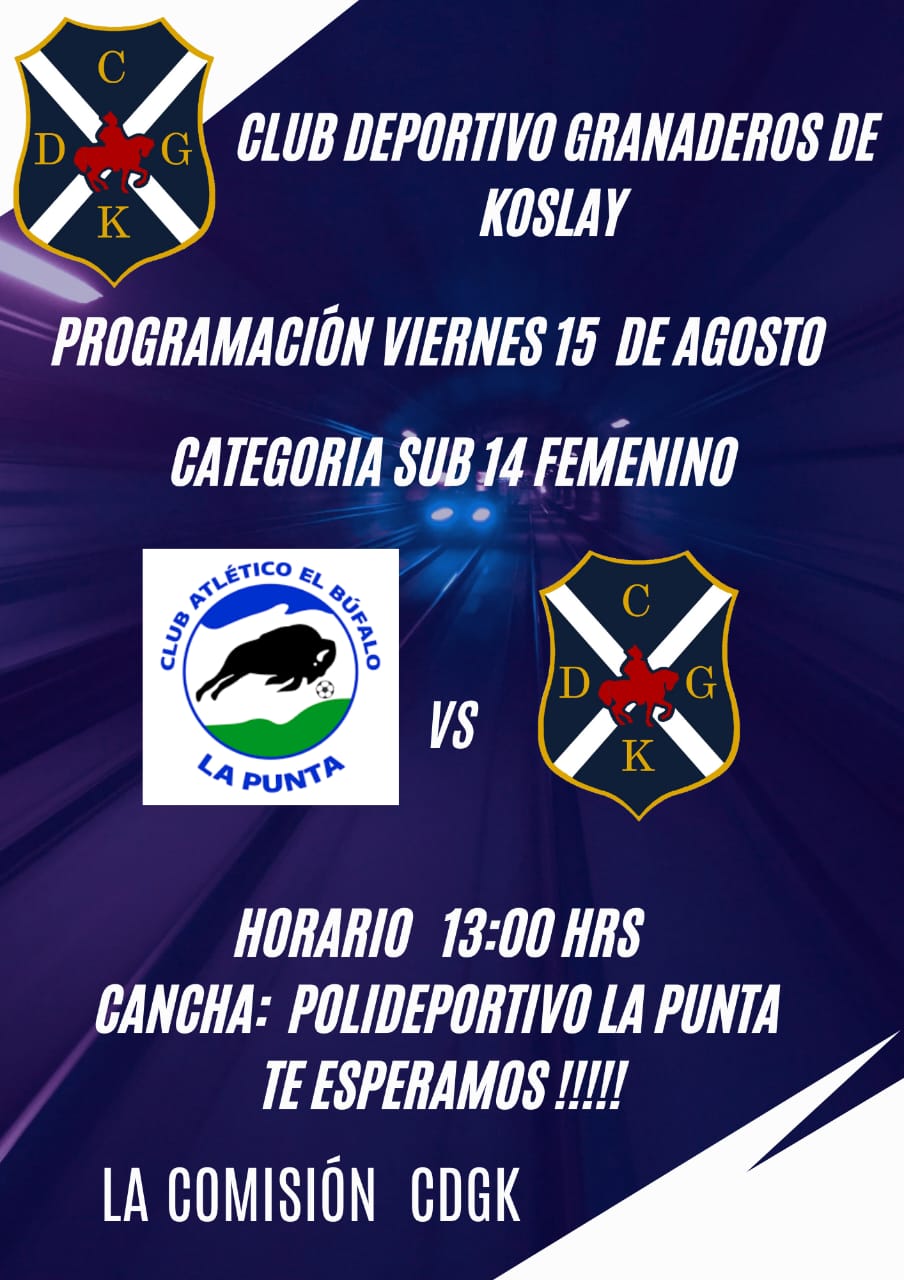 C
D G
K
CLUB DEPORTIVO GRANADEROS DE
KOSLAY
PROGRAMACIÓN VIERNES 15 DE AGOSTO
CATEGORIA SUB 14 FEMENINO
CLUB ATLÉTICO EL BÚFALO
LA PUNTA
VS
C
D G
K
HORARIO 13:00 HRS
CANCHA: POLIDEPORTIVO LA PUNTA
TE ESPERAMOS !!!!!
LA COMISIÓN CDGK